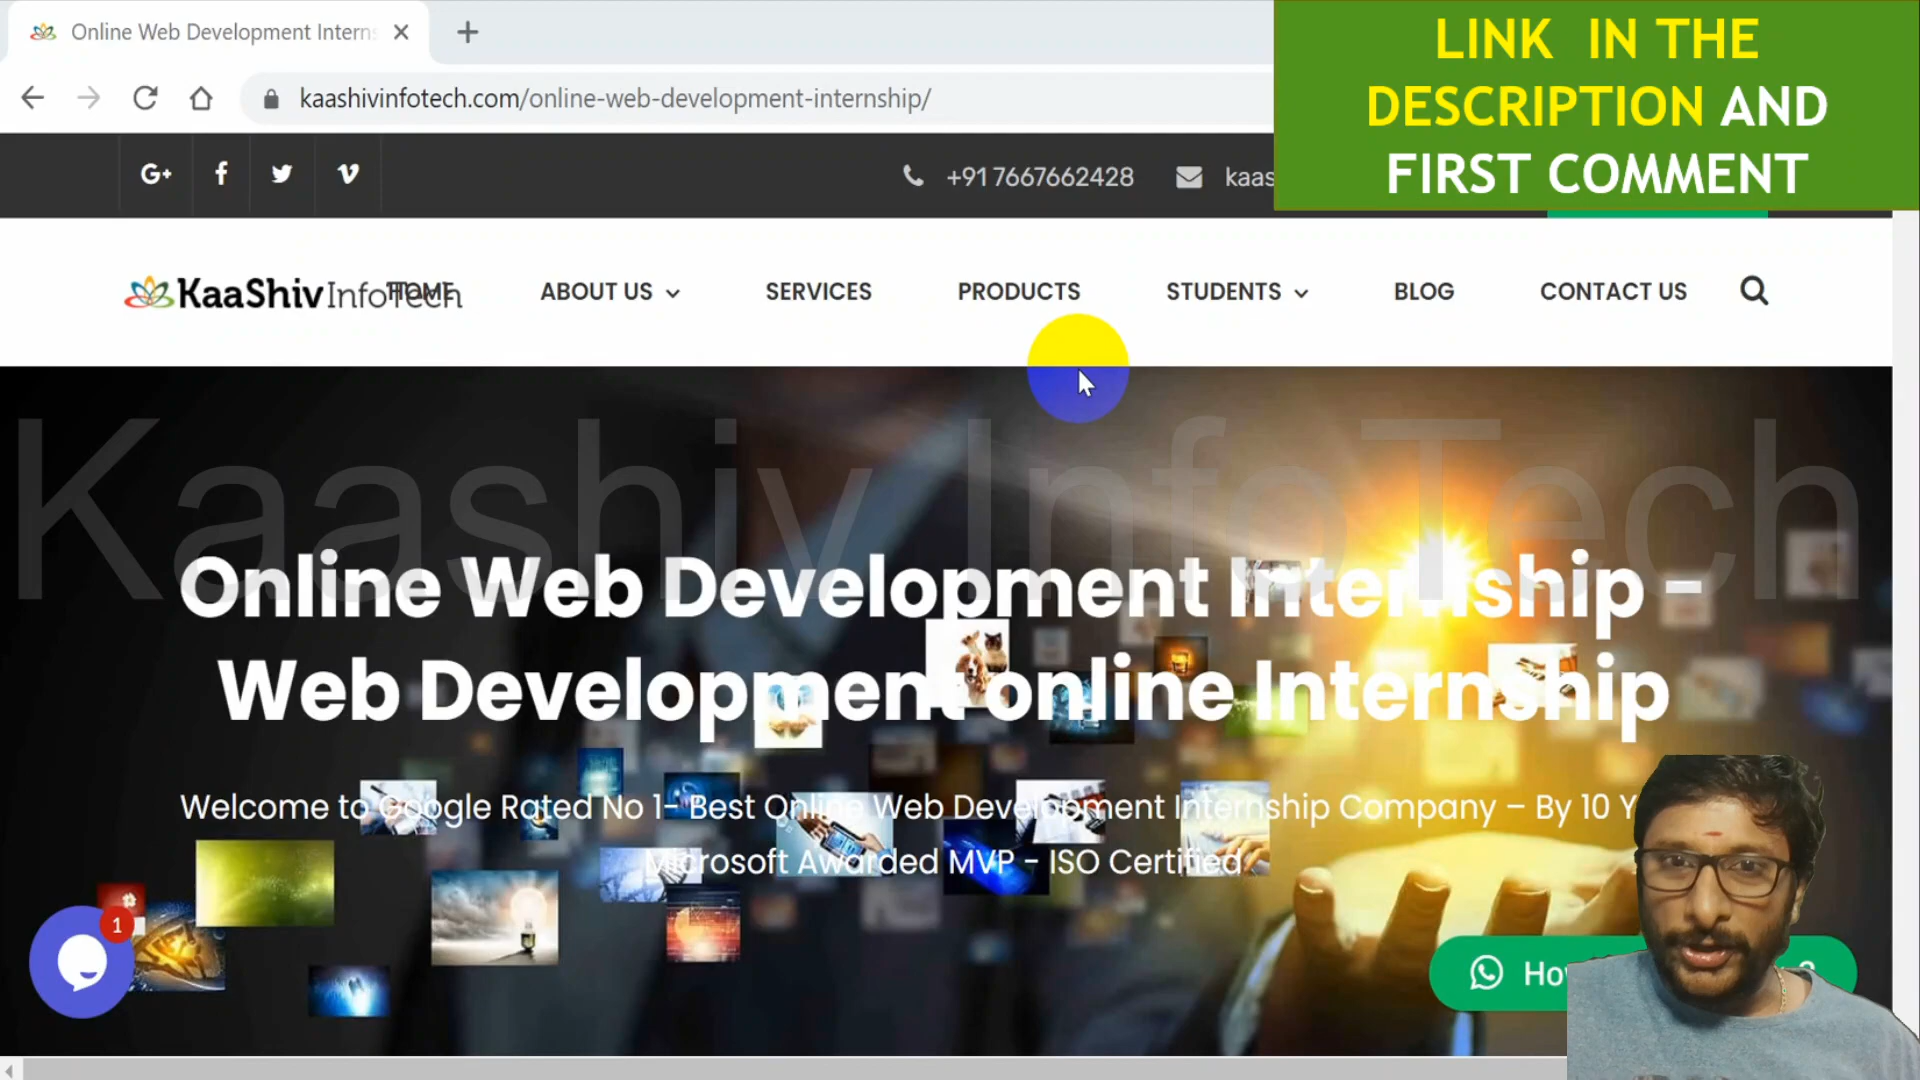 Online Web Development Interns
LINK IN THE
DESCRIPTION AND
FIRST COMMENT
kaashivinfotech.com/online-web-development-internship/
G+
+91 7667662428
kaas
KaaShiv InfoTech
HOME
ABOUT US
SERVICES
PRODUCTS
STUDENTS
BLOG
CONTACT US
Kaashiv InfoTech
Online Web Development Internship –
Web Development online Internship
Welcome to Google Rated No 1– Best Online Web Development Internship Company – By 10 Y
Microsoft Awarded MVP - ISO Certified
1
Ho
?